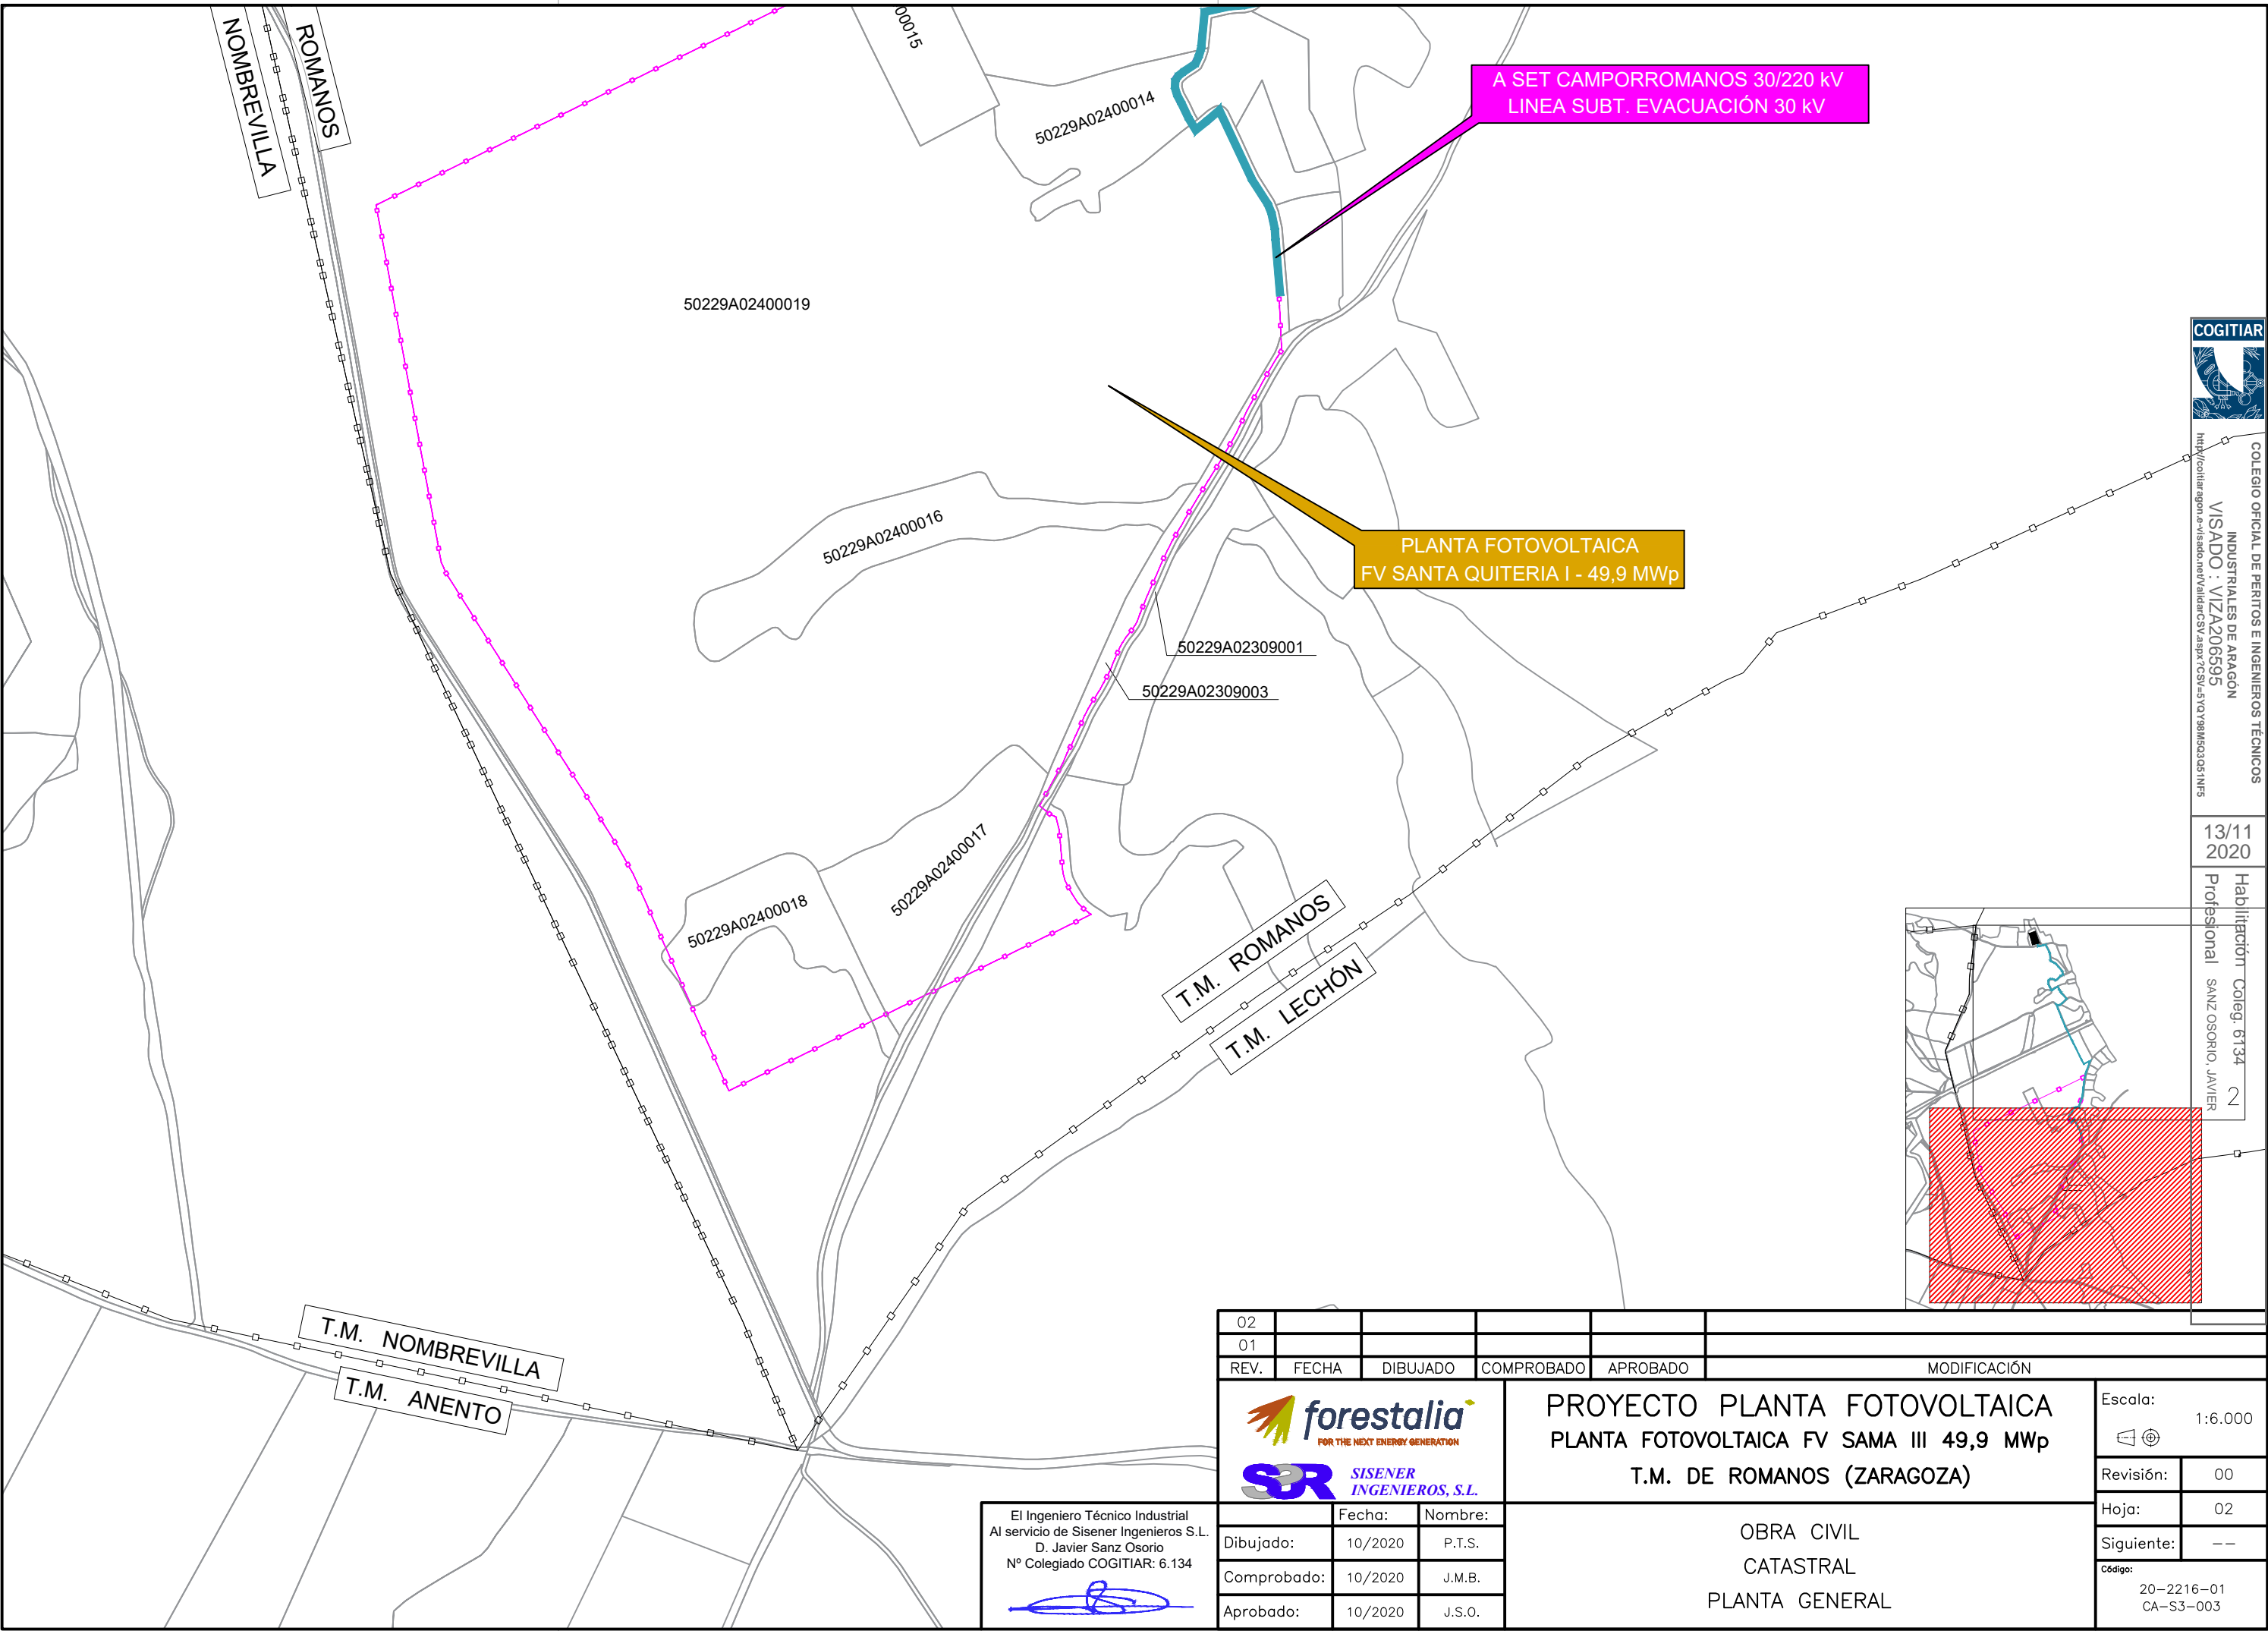 NOMBREVILLA
ROMANOS
00015
50229A02400014
A SET CAMPORROMANOS 30/220 kV
LINEA SUBT. EVACUACIÓN 30 kV
50229A02400019
50229A02400016
PLANTA FOTOVOLTAICA
FV SANTA QUITERIA I - 49,9 MWp
50229A02309001
50229A02309003
50229A02400017
50229A02400018
T.M. ROMANOS
T.M. LECHÓN
T.M. NOMBREVILLA
T.M. ANENTO
COGITIAR
COLEGIO OFICIAL DE PERITOS E INGENIEROS TÉCNICOS
INDUSTRIALES DE ARAGÓN
VISADO : VIZA206595
http://coitiaragon.e-visado.net/ValidarCSV.aspx?CSV=5YQY98M5Q3Q51NF5
13/11
2020
Habilitación Coleg. 6134
Profesional SANZ OSORIO, JAVIER
2
02
01
REV. FECHA DIBUJADO COMPROBADO APROBADO MODIFICACIÓN
forestalia
FOR THE NEXT ENERGY GENERATION
SISENER
INGENIEROS, S.L.
PROYECTO PLANTA FOTOVOLTAICA
PLANTA FOTOVOLTAICA FV SAMA III 49,9 MWp
T.M. DE ROMANOS (ZARAGOZA)
Escala:
1:6.000
Revisión: 00
Hoja: 02
Siguiente: --
Código:
20-2216-01
CA-S3-003
El Ingeniero Técnico Industrial
Al servicio de Sisener Ingenieros S.L.
D. Javier Sanz Osorio
Nº Colegiado COGITIAR: 6.134
Fecha: Nombre:
Dibujado: 10/2020 P.T.S.
Comprobado: 10/2020 J.M.B.
Aprobado: 10/2020 J.S.O.
OBRA CIVIL
CATASTRAL
PLANTA GENERAL